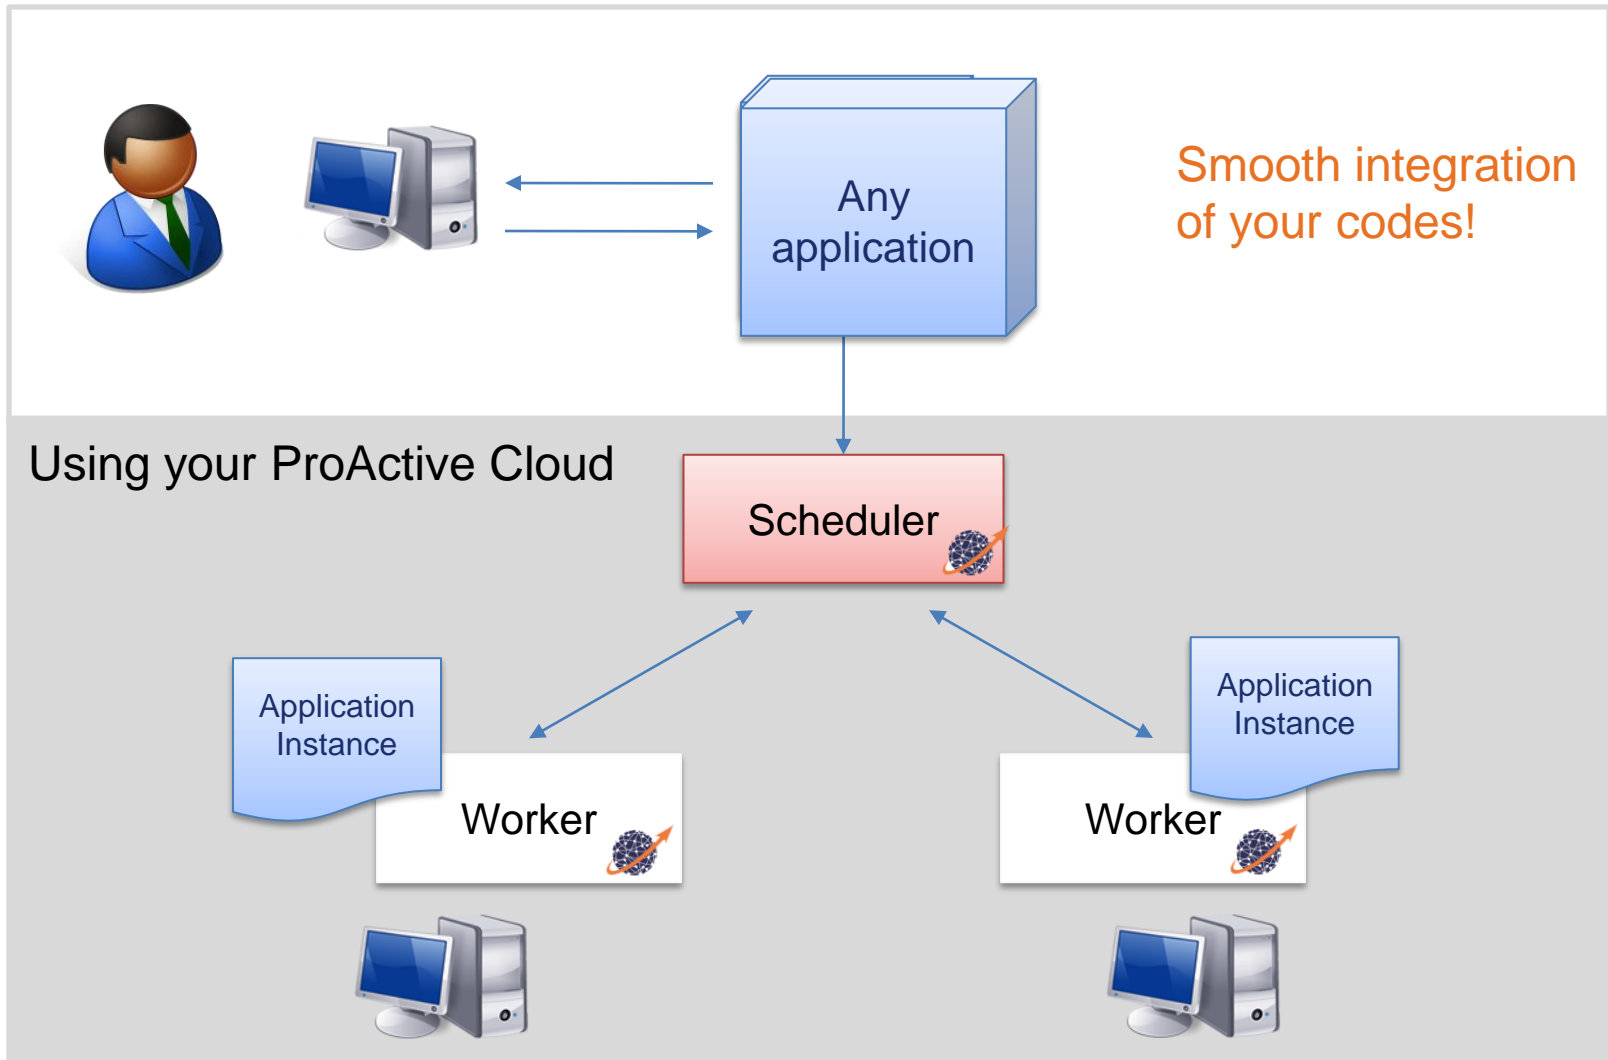 Any
application
Smooth integration
of your codes!
Using your ProActive Cloud
Scheduler
Application
Instance
Application
Instance
Worker
Worker